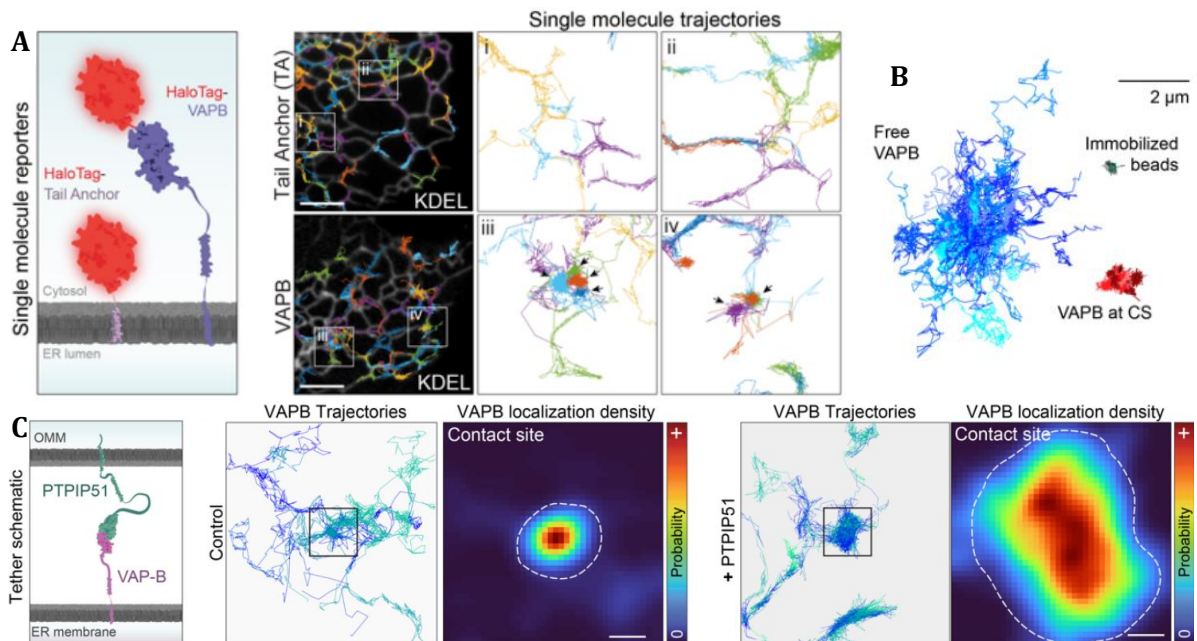 Single molecule trajectories
A
Single molecule reporters
HaloTag-
VAPB
HaloTag-
Tail Anchor
Cytosol
ER lumen
Tail Anchor (TA)
i
ii
KDEL
i
ii
VAPB
iii
iv
KDEL
iii
iv
B
2 μm
Free
VAPB
Immobilized
beads
VAPB at CS
C
Tether schematic
OMM
PTPIP51
VAP-B
ER membrane
VAPB Trajectories
Control
VAPB localization density
Contact site
+
Probability
0
VAPB Trajectories
+ PTPIP51
VAPB localization density
Contact site
+
Probability
0